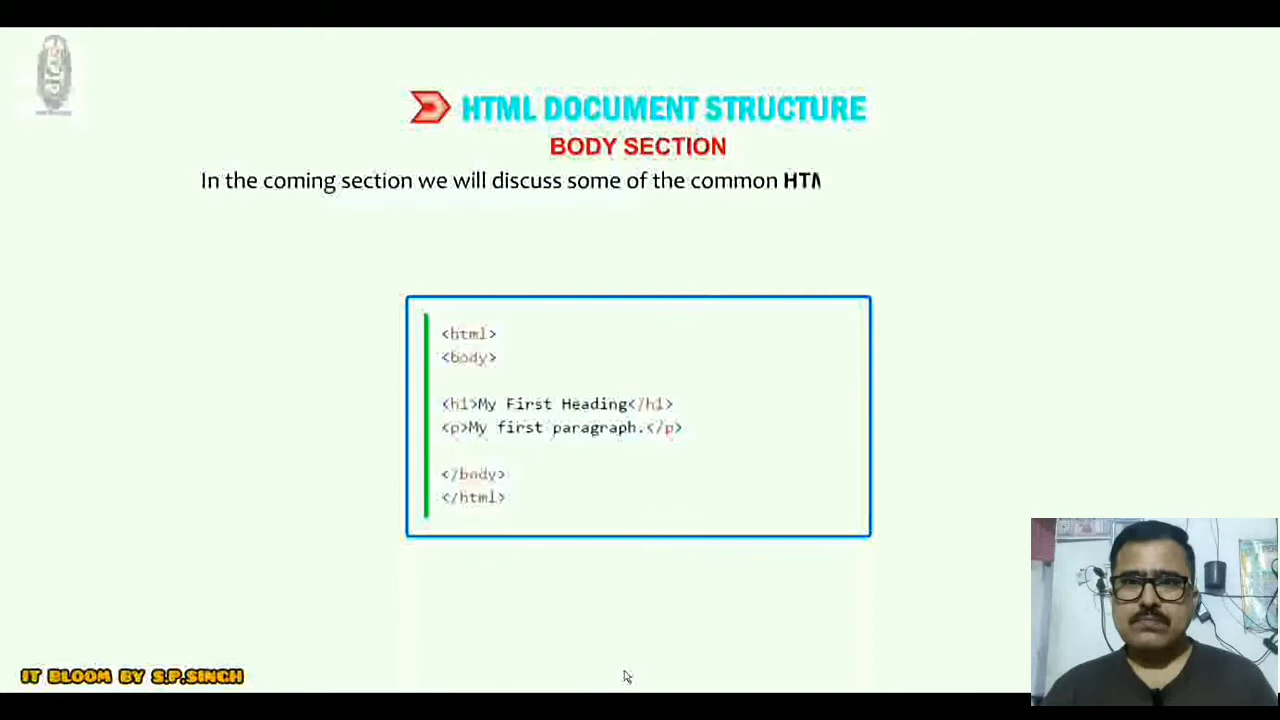 HTML DOCUMENT STRUCTURE
BODY SECTION
In the coming section we will discuss some of the common HTM
<html>
<body>
<h1>My First Heading</h1>
<p>My first paragraph.</p>
</body>
</html>
IT BLOOM BY S.P.SINGH